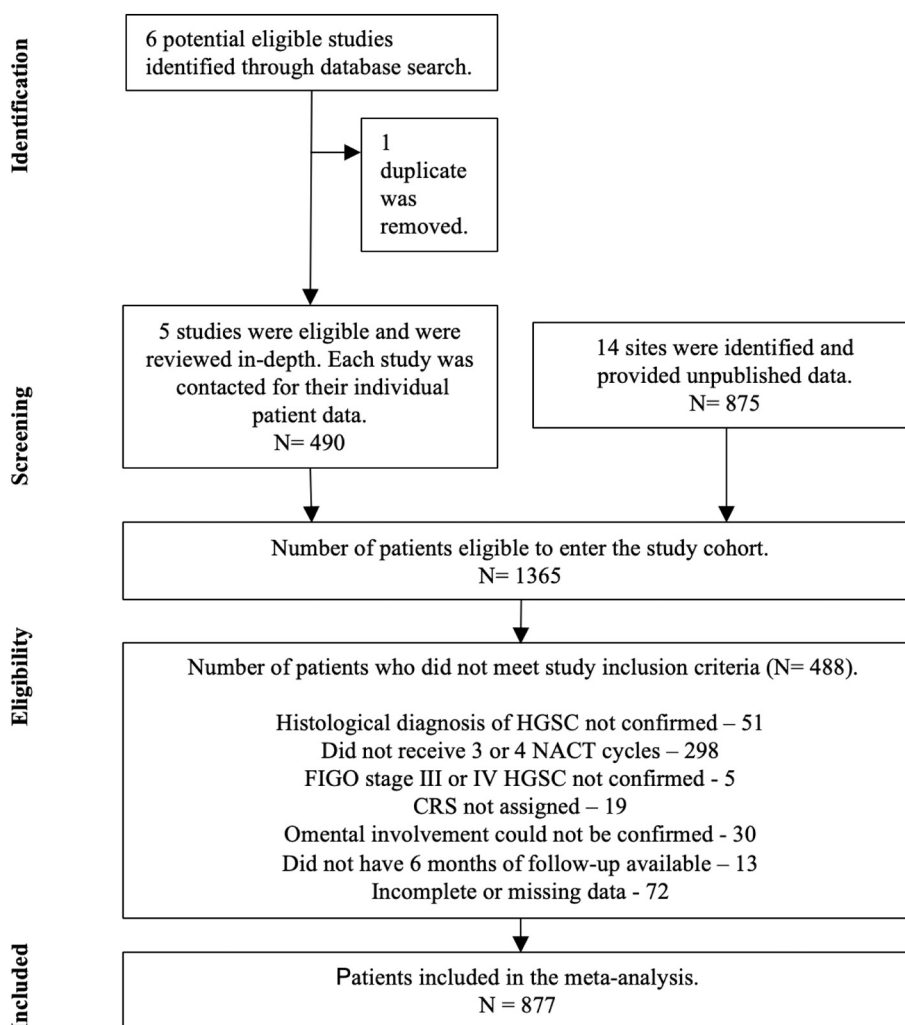 Identification
6 potential eligible studies
identified through database search.
1
duplicate
was
removed.
Screening
5 studies were eligible and were
reviewed in-depth. Each study was
contacted for their individual
patient data.
N= 490
14 sites were identified and
provided unpublished data.
N= 875
Number of patients eligible to enter the study cohort.
N= 1365
Eligibility
Number of patients who did not meet study inclusion criteria (N= 488).
Histological diagnosis of HGSC not confirmed – 51
Did not receive 3 or 4 NACT cycles – 298
FIGO stage III or IV HGSC not confirmed - 5
CRS not assigned – 19
Omental involvement could not be confirmed - 30
Did not have 6 months of follow-up available – 13
Incomplete or missing data - 72
Included
Patients included in the meta-analysis.
N = 877